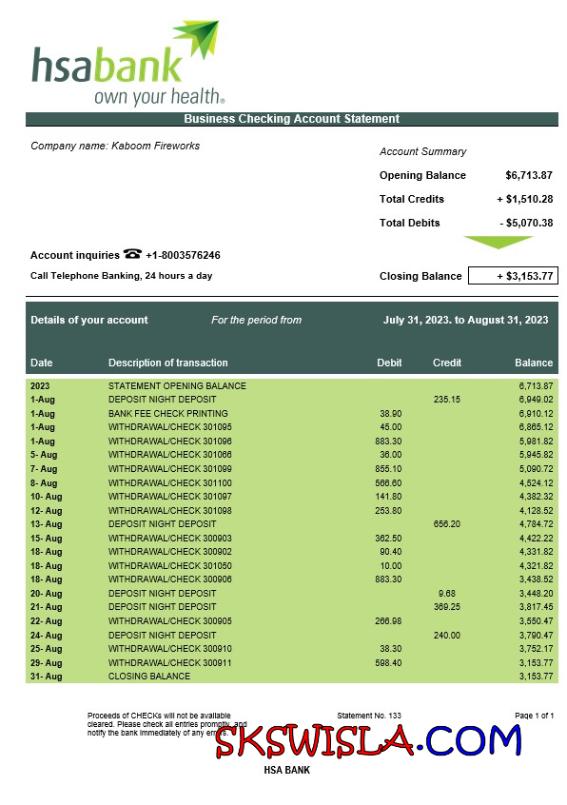 hsabank
own your health®
Business Checking Account Statement
Company name: Kaboom Fireworks
Account Summary
Opening Balance $6,713.87
Total Credits + $1,510.28
Total Debits - $5,070.38
Account inquiries ☎ +1-8003576246
Call Telephone Banking, 24 hours a day
Closing Balance + $3,153.77
Details of your account For the period from July 31, 2023. to August 31, 2023
Date Description of transaction Debit Credit Balance
2023 STATEMENT OPENING BALANCE 6,713.87
1-Aug DEPOSIT NIGHT DEPOSIT 235.15 6,949.02
1-Aug BANK FEE CHECK PRINTING 38.90 6,910.12
1-Aug WITHDRAWAL/CHECK 301095 45.00 6,865.12
1-Aug WITHDRAWAL/CHECK 301096 883.30 5,981.82
5- Aug WITHDRAWAL/CHECK 301066 36.00 5,945.82
7- Aug WITHDRAWAL/CHECK 301099 855.10 5,090.72
8- Aug WITHDRAWAL/CHECK 301100 566.60 4,524.12
10- Aug WITHDRAWAL/CHECK 301097 141.80 4,382.32
12- Aug WITHDRAWAL/CHECK 301098 253.80 4,128.52
13- Aug DEPOSIT NIGHT DEPOSIT 656.20 4,784.72
15- Aug WITHDRAWAL/CHECK 300903 362.50 4,422.22
18- Aug WITHDRAWAL/CHECK 300902 90.40 4,331.82
18- Aug WITHDRAWAL/CHECK 301050 10.00 4,321.82
18- Aug WITHDRAWAL/CHECK 300906 883.30 3,438.52
20- Aug DEPOSIT NIGHT DEPOSIT 9.68 3,448.20
21- Aug DEPOSIT NIGHT DEPOSIT 369.25 3,817.45
22- Aug WITHDRAWAL/CHECK 300905 266.98 3,550.47
24- Aug DEPOSIT NIGHT DEPOSIT 240.00 3,790.47
25- Aug WITHDRAWAL/CHECK 300910 38.30 3,752.17
29- Aug WITHDRAWAL/CHECK 300911 598.40 3,153.77
31- Aug CLOSING BALANCE 3,153.77
Proceeds of CHECKs will not be available Statement No. 133 Page 1 of 1
cleared. Please check all entries promptly, and
notify the bank immediately of any errors.
SKSWISLA.COM
HSA BANK